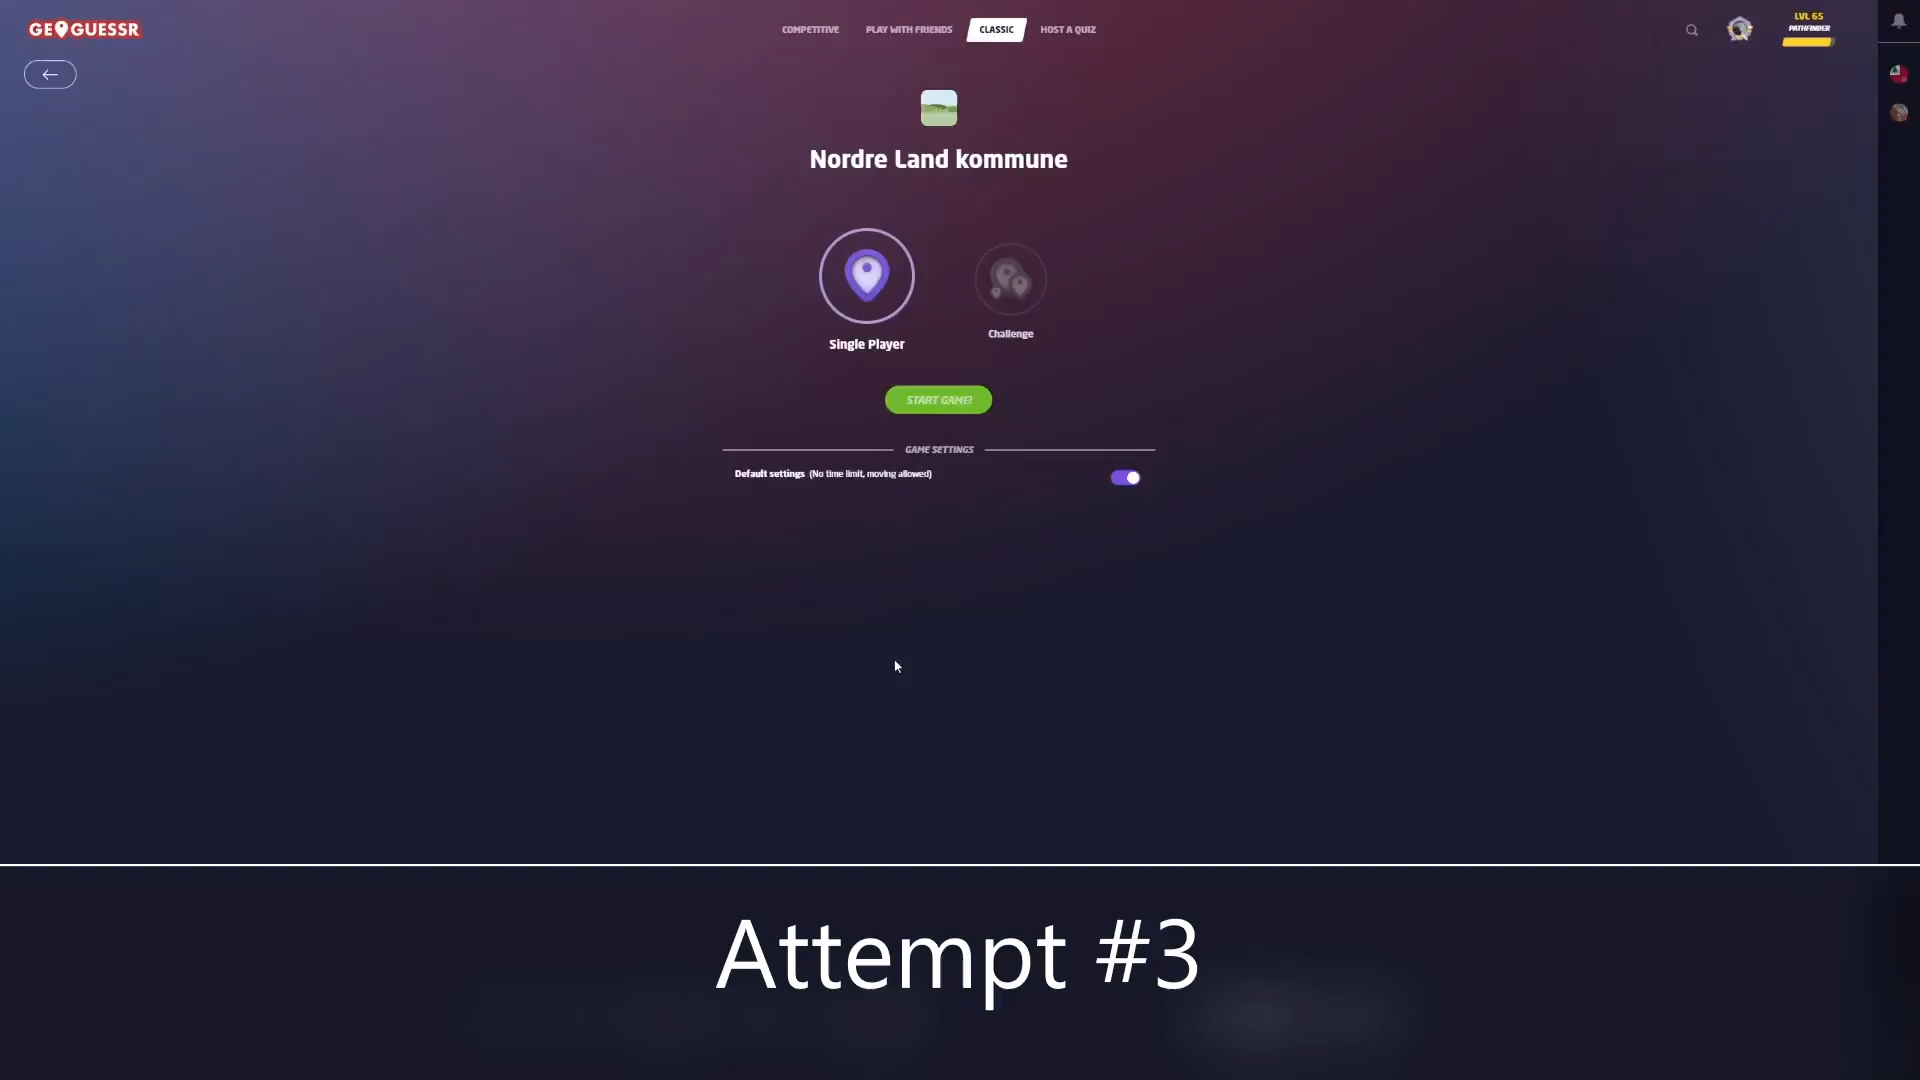 GEOGUESSR
COMPETITIVE
PLAY WITH FRIENDS
CLASSIC
HOST A QUIZ
LVL 65
PATHFINDER
Nordre Land kommune
Single Player
Challenge
START GAME!
GAME SETTINGS
Default settings (No time limit, moving allowed)
Attempt #3